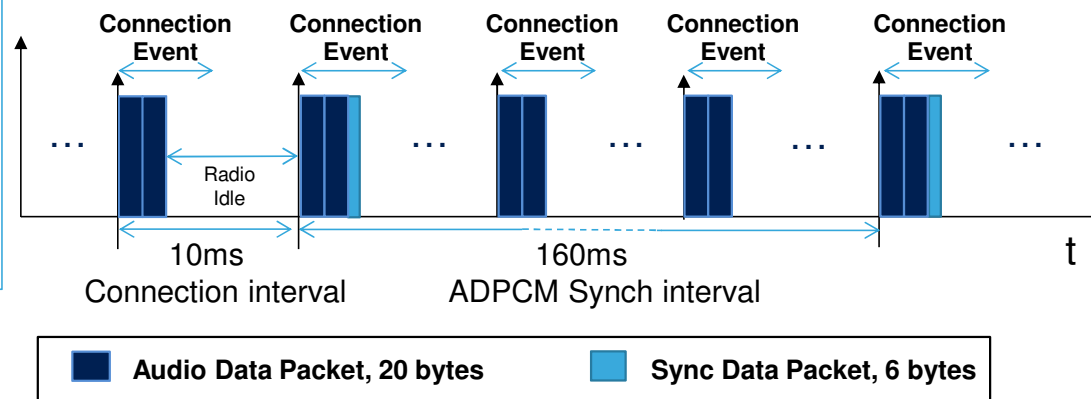 Connection Event
Connection Event
Connection Event
Connection Event
Connection Event
...
...
...
...
...
Radio Idle
10ms
160ms
t
Connection interval
ADPCM Synch interval
Audio Data Packet, 20 bytes
Sync Data Packet, 6 bytes